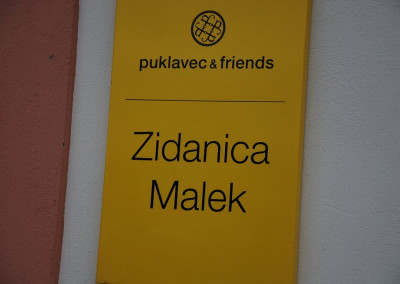 puklavec & friends
Zidanica
Malek